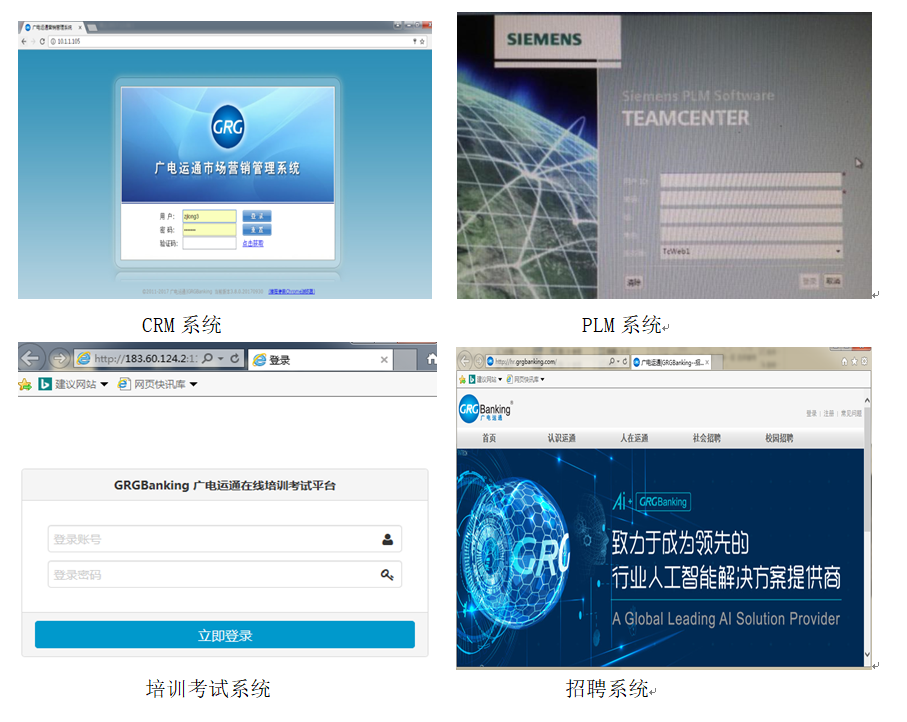 广电运通营销管理系统
10.1.1.105
GRG
广电运通市场营销管理系统
用 户:
zjlong3
登 录
密 码:
重 置
验证码:
点击获取
CRM 系统
SIEMENS
Siemens PLM Software
TEAMCENTER
TcWeb1
清除
登录
取消
PLM 系统
http://183.60.124.2:1
登录
建议网站
网页快讯库
GRGBanking 广电运通在线培训考试平台
登录账号
登录密码
立即登录
培训考试系统
http://hr.grgbanking.com/
广电运通|GRGBanking--招...
建议网站
网页快讯库
GRGBanking
广电运通
登录 | 注册 | 常见问题
首页
认识运通
人在运通
社会招聘
校园招聘
GRG
Ai + GRGBanking
致力于成为领先的
行业人工智能解决方案提供商
A Global Leading AI Solution Provider
招聘系统